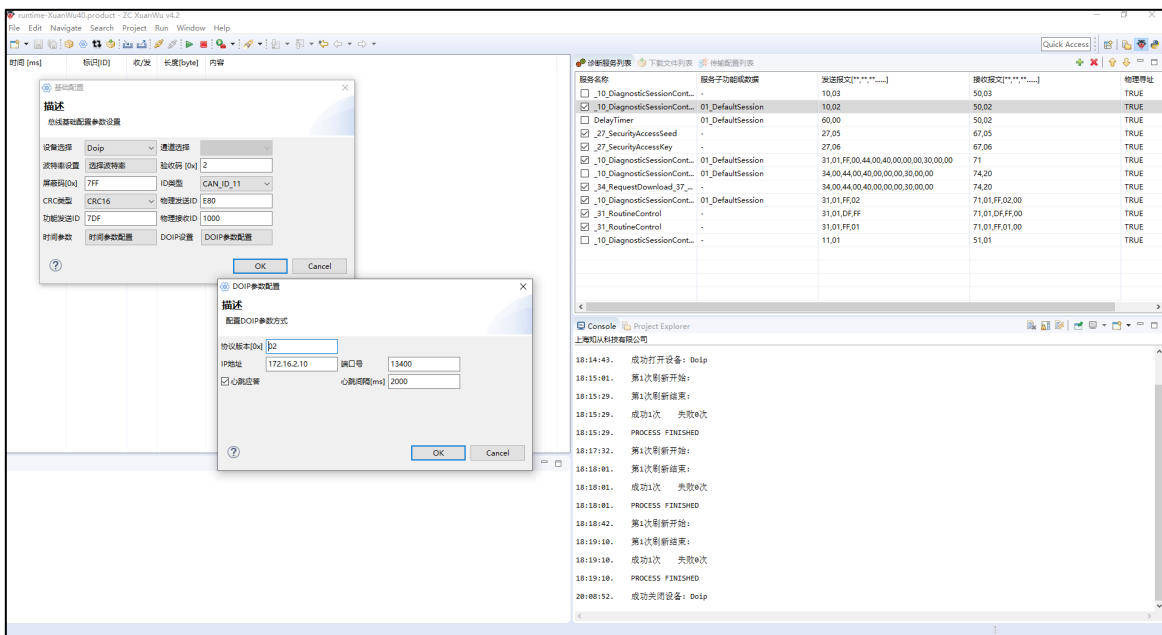 runtime-XuanWu40.product - ZC XuanWu v4.2
File Edit Navigate Search Project Run Window Help
Quick Access
时间 [ms] 标识[ID] 收/发 长度[byte] 内容
基础配置
描述
总线基础配置参数设置
设备选择 Doip 通道选择
波特率设置 选择波特率 验收码 [0x] 2
屏蔽码[0x] 7FF ID类型 CAN_ID_11
CRC类型 CRC16 物理发送ID E80
功能发送ID 7DF 物理接收ID 1000
时间参数 时间参数配置 DOIP设置 DOIP参数配置
OK Cancel
DOIP参数配置
描述
配置DOIP参数方式
协议版本[0x] 02
IP地址 172.16.2.10 端口号 13400
心跳应答 心跳间隔[ms] 2000
OK Cancel
诊断服务列表 下载文件列表 传输配置列表
服务名称 服务子功能或数据 发送报文[**,**,**......] 接收报文[**,**,**......] 物理寻址
_10_DiagnosticSessionCont... - 10,03 50,03 TRUE
_10_DiagnosticSessionCont... 01_DefaultSession 10,02 50,02 TRUE
DelayTimer 01_DefaultSession 60,00 50,02 TRUE
_27_SecurityAccessSeed - 27,05 67,05 TRUE
_27_SecurityAccessKey - 27,06 67,06 TRUE
_10_DiagnosticSessionCont... 01_DefaultSession 31,01,FF,00,44,00,40,00,00,00,30,00,00 71 TRUE
_10_DiagnosticSessionCont... 01_DefaultSession 34,00,44,00,40,00,00,00,30,00,00 74,20 TRUE
_34_RequestDownload_37_... - 34,00,44,00,40,00,00,00,30,00,00 74,20 TRUE
_10_DiagnosticSessionCont... 01_DefaultSession 31,01,FF,02 71,01,FF,02,00 TRUE
_31_RoutineControl - 31,01,DF,FF 71,01,DF,FF,00 TRUE
_31_RoutineControl - 31,01,FF,01 71,01,FF,01,00 TRUE
_10_DiagnosticSessionCont... - 11,01 51,01 TRUE
Console Project Explorer
上海知从科技有限公司
18:14:43. 成功打开设备: Doip
18:15:01. 第1次刷新开始:
18:15:29. 第1次刷新结束:
18:15:29. 成功1次 失败0次
18:15:29. PROCESS FINISHED
18:17:32. 第1次刷新开始:
18:18:01. 第1次刷新结束:
18:18:01. 成功1次 失败0次
18:18:01. PROCESS FINISHED
18:18:42. 第1次刷新开始:
18:19:10. 第1次刷新结束:
18:19:10. 成功1次 失败0次
18:19:10. PROCESS FINISHED
20:08:52. 成功关闭设备: Doip